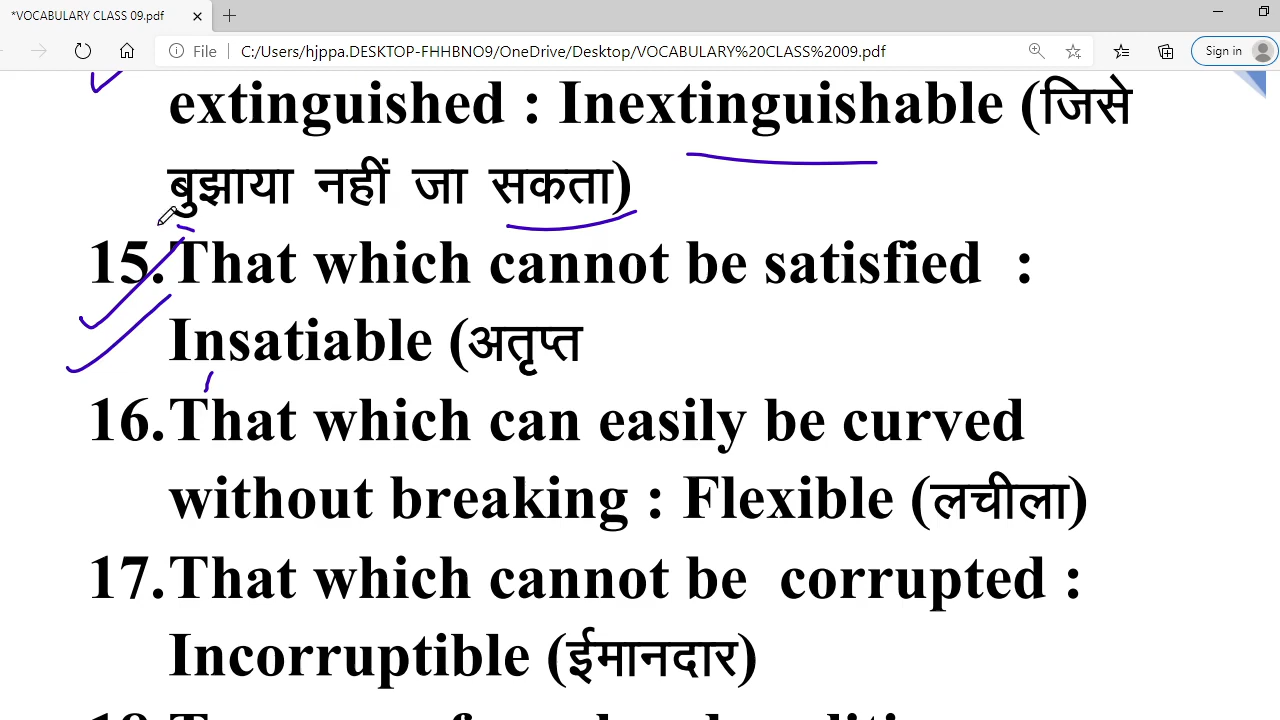 *VOCABULARY CLASS 09.pdf
File C:/Users/hjppa.DESKTOP-FHHBNO9/OneDrive/Desktop/VOCABULARY%20CLASS%2009.pdf Sign in
extinguished : Inextinguishable (जिसे
बुझाया नहीं जा सकता)
15.That which cannot be satisfied :
Insatiable (अतृप्त
16.That which can easily be curved
without breaking : Flexible (लचीला)
17.That which cannot be corrupted :
Incorruptible (ईमानदार)